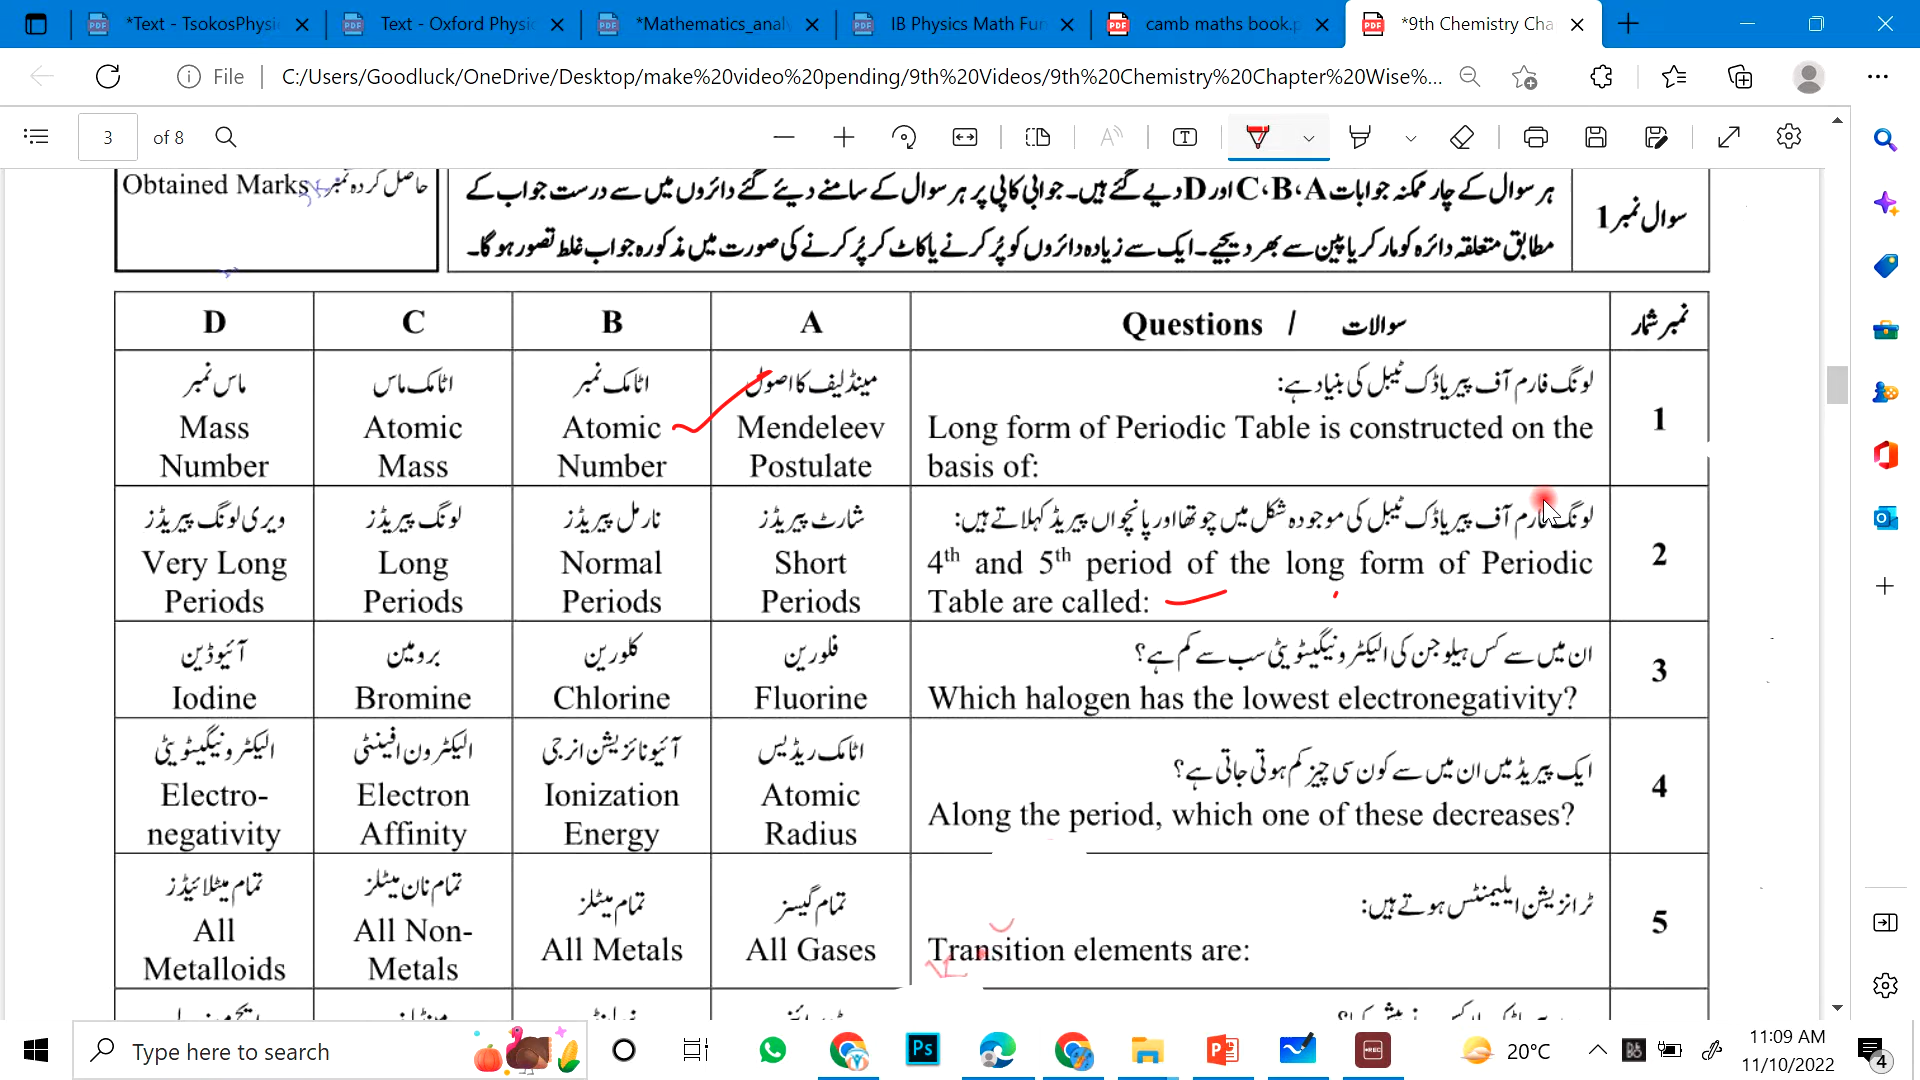 *Text - TsokosPhysi
Text - Oxford Physic
*Mathematics_analy
IB Physics Math Fun
camb maths book.p
*9th Chemistry Cha
File
C:/Users/Goodluck/OneDrive/Desktop/make%20video%20pending/9th%20Videos/9th%20Chemistry%20Chapter%20Wise%...
3 of 8
Obtained Marks حاصل کردہ نمبر
سوال نمبر 1
ہر سوال کے چار ممکنہ جوابات C،B،A اور D دیے گئے ہیں۔ جوابی کاپی پر ہر سوال کے سامنے دیئے گئے دائروں میں سے درست جواب کے
مطابق متعلقہ دائرہ کو مارکر یا پین سے بھر دیجیے۔ ایک سے زیادہ دائروں کو پُر کرنے یا کاٹ کر پُر کرنے کی صورت میں مذکورہ جواب غلط تصور ہو گا۔
D C B A Questions / سوالات نمبر شمار
ماس نمبر اٹامک ماس اٹامک نمبر مینڈلیف کا اصول لونگ فارم آف پیریاڈک ٹیبل کی بنیاد ہے:
Mass Atomic Atomic Mendeleev Long form of Periodic Table is constructed on the 1
Number Mass Number Postulate basis of:
ویری لونگ پیریڈز لونگ پیریڈز نارمل پیریڈز شارٹ پیریڈز لونگ فارم آف پیریاڈک ٹیبل کی موجودہ شکل میں چوتھا اور پانچواں پیریڈ کہلاتے ہیں:
Very Long Long Normal Short 4th and 5th period of the long form of Periodic 2
Periods Periods Periods Periods Table are called:
آئیوڈین برومین کلورین فلورین ان میں سے کس ہیلوجن کی الیکٹرونیگیٹویٹی سب سے کم ہے؟
Iodine Bromine Chlorine Fluorine Which halogen has the lowest electronegativity? 3
الیکٹرونیگیٹویٹی الیکٹرون افینٹی آئیونائزیشن انرجی اٹامک ریڈیس ایک پیریڈ میں ان میں سے کون سی چیز کم ہوتی جاتی ہے؟
Electro- Electron Ionization Atomic Along the period, which one of these decreases? 4
negativity Affinity Energy Radius
تمام میٹلائیڈز تمام نان میٹلز تمام میٹلز تمام گیسز ٹرانزیشن ایلیمنٹس ہوتے ہیں:
All All Non- All Metals All Gases Transition elements are: 5
Metalloids Metals
Type here to search
20°C
11:09 AM
11/10/2022
4